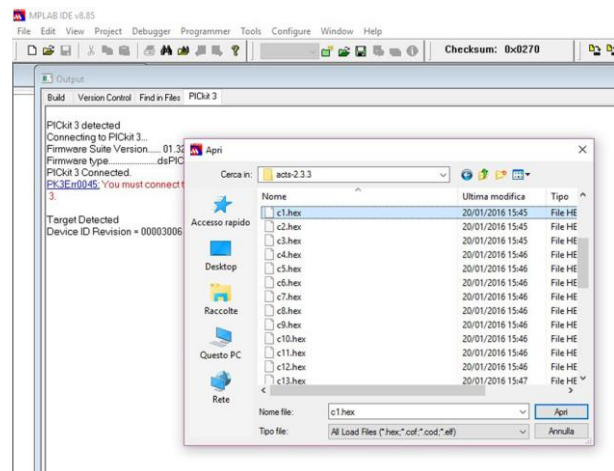 MPLAB IDE v8.85
File Edit View Project Debugger Programmer Tools Configure Window Help
Checksum: 0x0270
Output
Build Version Control Find in Files PICkit 3
PICkit 3 detected
Connecting to PICkit 3...
Firmware Suite Version..... 01.32
Firmware type......................dsPIC
PICkit 3 Connected.
PK3Err0045: You must connect
3.
Target Detected
Device ID Revision = 00003006
Apri
Cerca in: acts-2.3.3
Nome Ultima modifica Tipo
c1.hex 20/01/2016 15:45 File HE
c2.hex 20/01/2016 15:45 File HE
c3.hex 20/01/2016 15:45 File HE
c4.hex 20/01/2016 15:46 File HE
c5.hex 20/01/2016 15:46 File HE
c6.hex 20/01/2016 15:46 File HE
c7.hex 20/01/2016 15:46 File HE
c8.hex 20/01/2016 15:46 File HE
c9.hex 20/01/2016 15:46 File HE
c10.hex 20/01/2016 15:46 File HE
c11.hex 20/01/2016 15:46 File HE
c12.hex 20/01/2016 15:46 File HE
c13.hex 20/01/2016 15:47 File HE
Accesso rapido
Desktop
Raccolte
Questo PC
Rete
Nome file: c1.hex Apri
Tipo file: All Load Files (*.hex;*.cof;*.cod;*.elf) Annulla